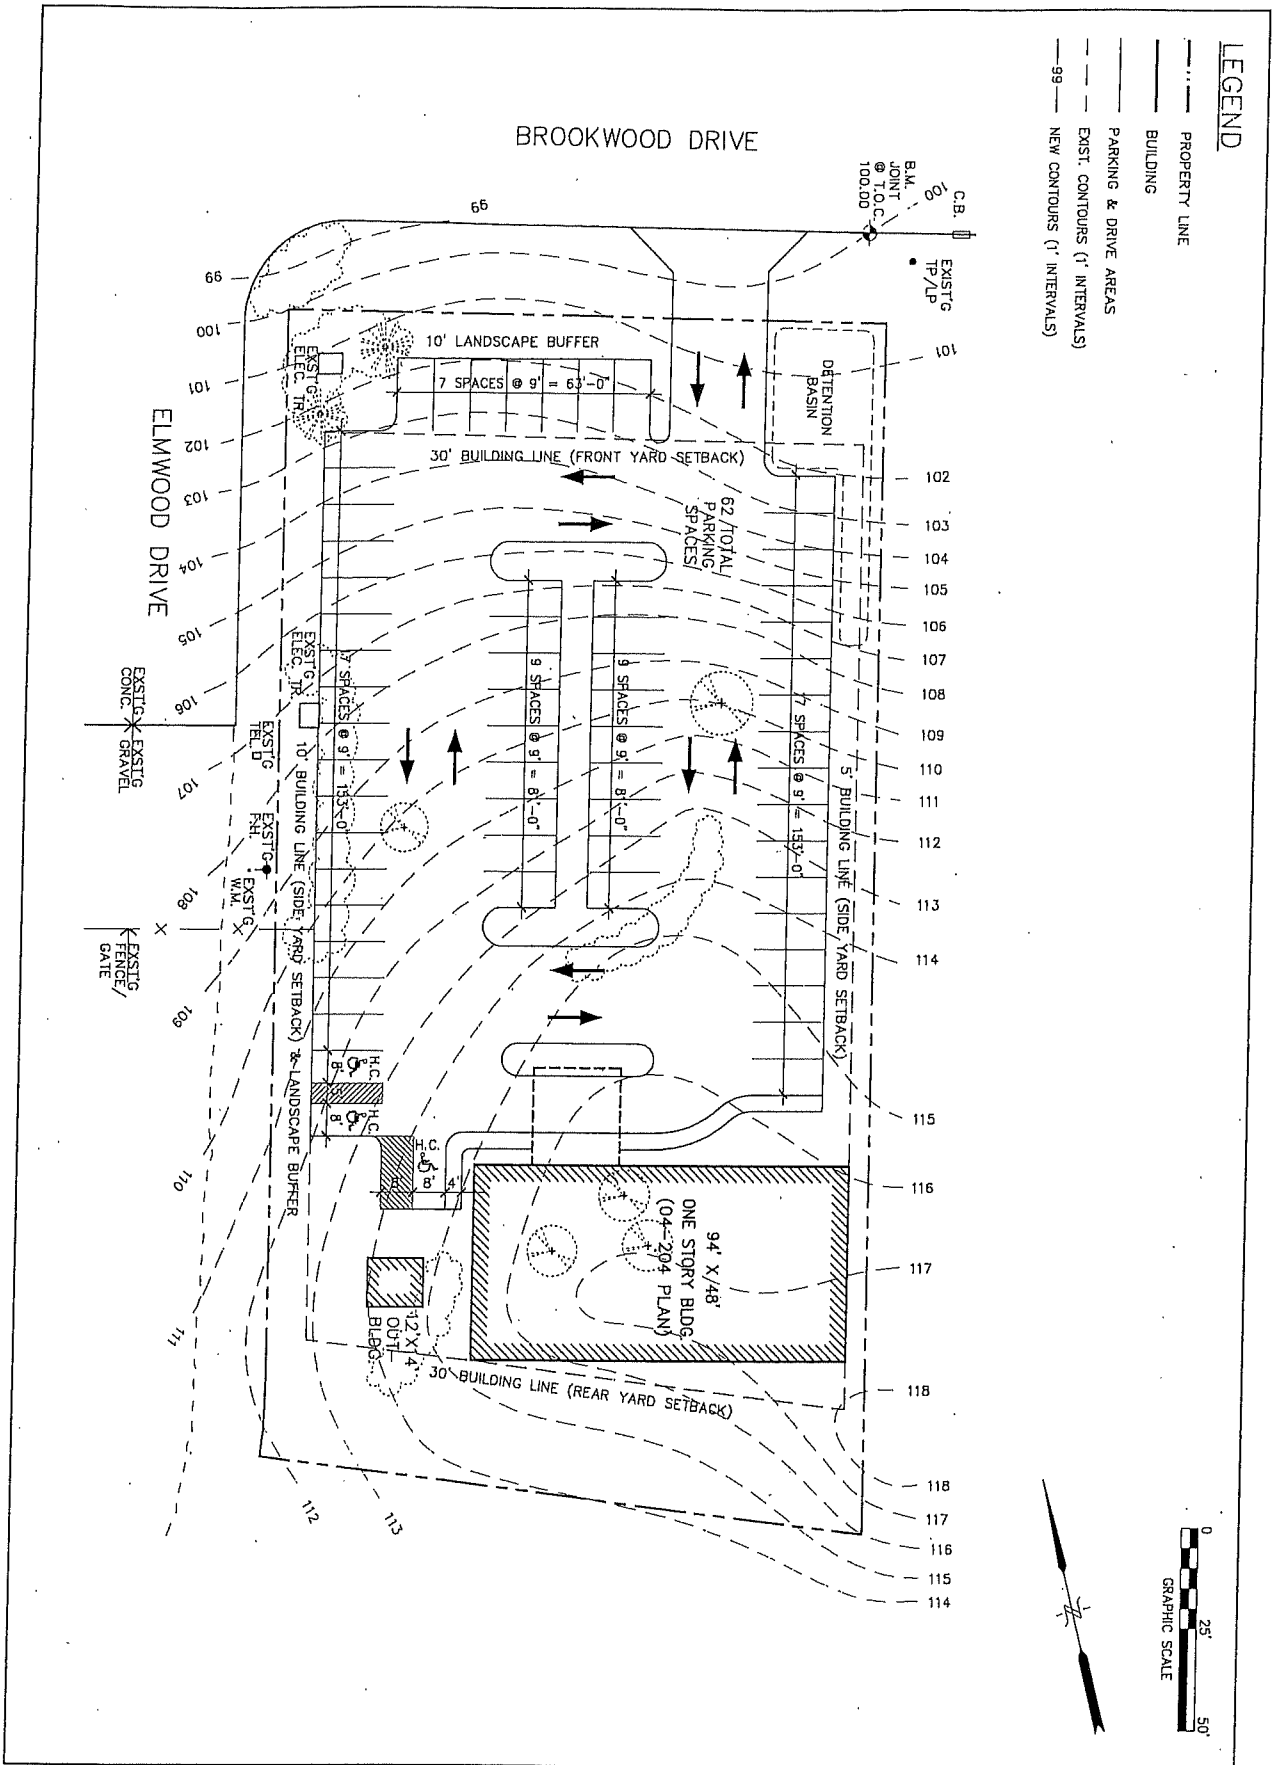 LEGEND
PROPERTY LINE
BUILDING
PARKING & DRIVE AREAS
EXIST. CONTOURS (1' INTERVALS)
99
NEW CONTOURS (1' INTERVALS)
BROOKWOOD DRIVE
B.M.
JOINT
@ T.O.C.
100.00
100
C.B.
EXIST'G
TP/LP
99
99
100
101
102
103
104
105
106
107
108
109
110
111
112
113
101
102
103
104
105
106
107
108
109
110
111
112
113
114
115
116
117
118
118
117
116
115
114
DETENTION
BASIN
10' LANDSCAPE BUFFER
7 SPACES @ 9' = 63'-0"
30' BUILDING LINE (FRONT YARD SETBACK)
EXST'G
ELEC. TR.
ELMWOOD DRIVE
62 TOTAL
PARKING
SPACES
17 SPACES @ 9' = 153'-0"
9 SPACES @ 9' = 81'-0"
9 SPACES @ 9' = 81'-0"
17 SPACES @ 9' = 153'-0"
5' BUILDING LINE (SIDE YARD SETBACK)
EXST'G
ELEC. TR.
10' BUILDING LINE (SIDE YARD SETBACK) & LANDSCAPE BUFFER
EXST'G
CONC.
EXST'G
GRAVEL
EXST'G
TEL.
EXST'G
F.H.
EXST'G
W.M.
EXST'G
FENCE/
GATE
H.C.
8'
5'
H.C.
8'
H.C.
8'
4'
94' X 48'
ONE STORY BLDG.
(04-204 PLAN)
12'X14'
OUT
BLDG
30' BUILDING LINE (REAR YARD SETBACK)
N
0
25'
50'
GRAPHIC SCALE